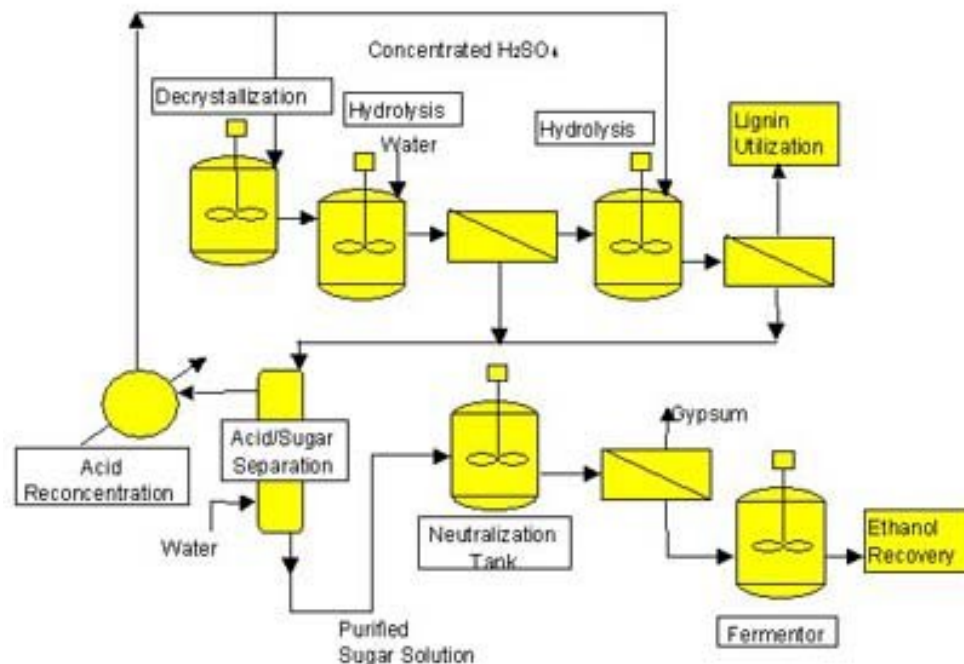 Concentrated H₂SO₄
Decrystallization
Hydrolysis
Water
Hydrolysis
Lignin
Utilization
Acid
Reconcentration
Acid/Sugar
Separation
Water
Purified
Sugar Solution
Neutralization
Tank
Gypsum
Fermentor
Ethanol
Recovery